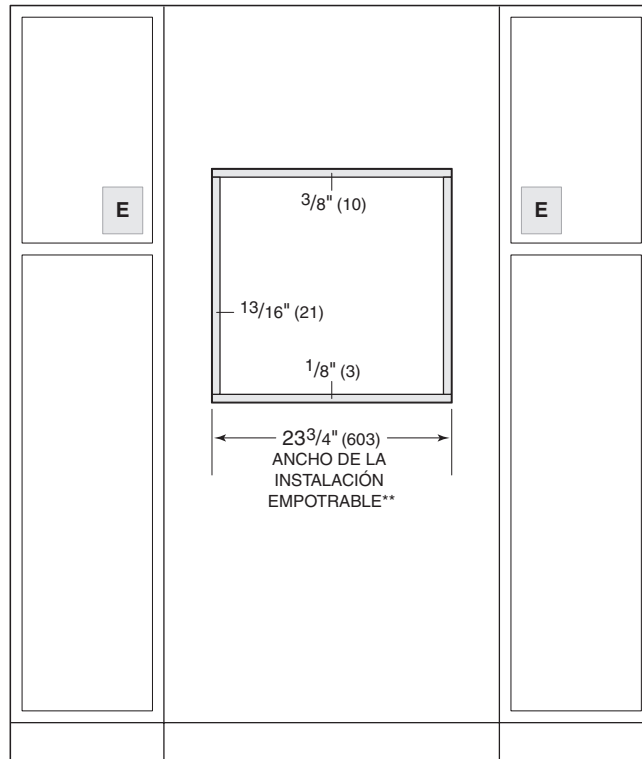 E
E
3/8" (10)
13/16" (21)
1/8" (3)
23 3/4" (603)
ANCHO DE LA
INSTALACIÓN
EMPOTRABLE**